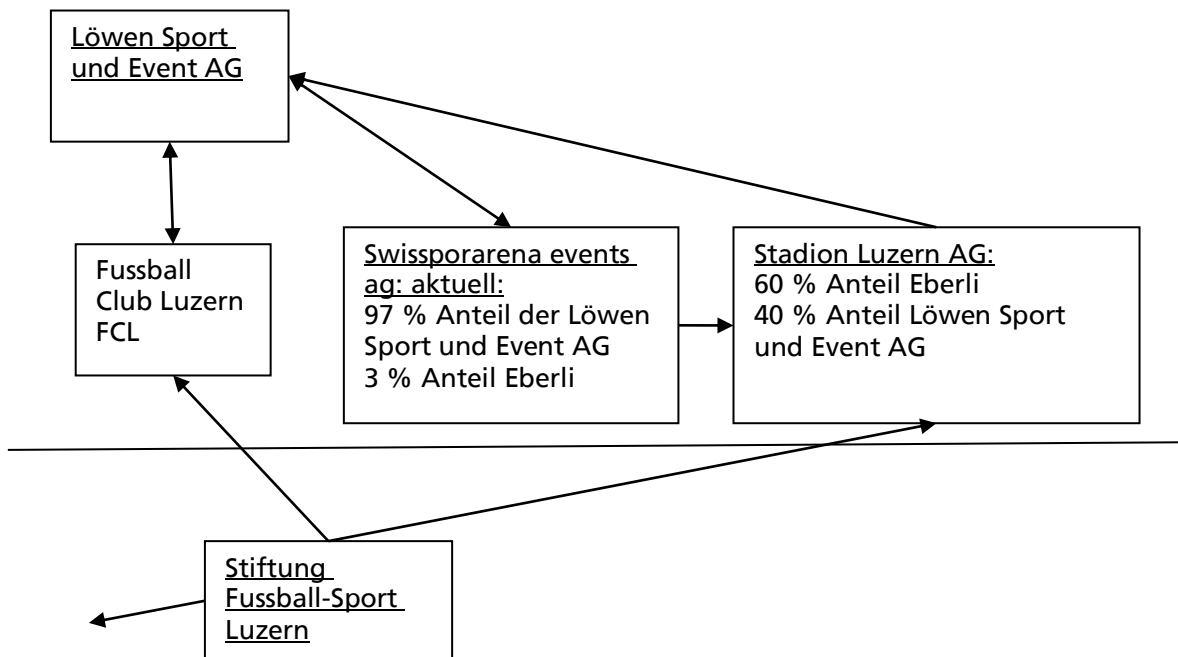 Löwen Sport
und Event AG
Fussball
Club Luzern
FCL
Swissporarena events
ag: aktuell:
97 % Anteil der Löwen
Sport und Event AG
3 % Anteil Eberli
Stadion Luzern AG:
60 % Anteil Eberli
40 % Anteil Löwen Sport
und Event AG
Stiftung
Fussball-Sport
Luzern